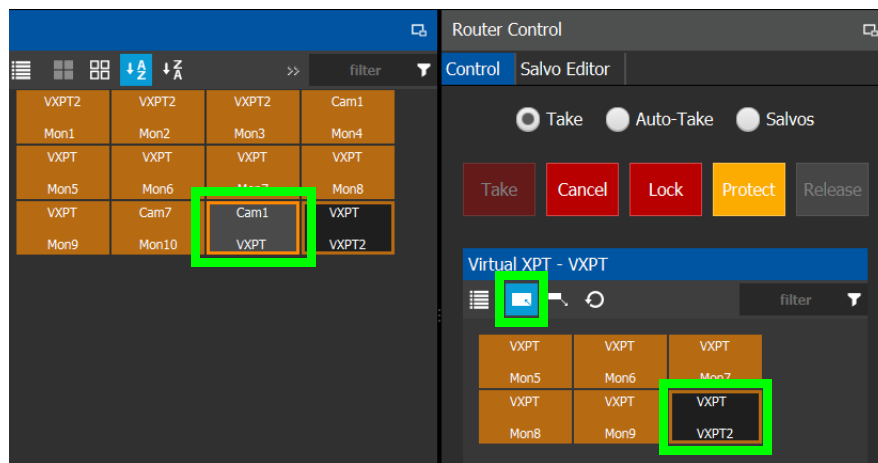 Router Control
Control Salvo Editor
filter
VXPT2 VXPT2 VXPT2 Cam1
Mon1 Mon2 Mon3 Mon4
VXPT VXPT VXPT VXPT
Mon5 Mon6 Mon7 Mon8
VXPT Cam7 Cam1 VXPT
Mon9 Mon10 VXPT VXPT2
Take Auto-Take Salvos
Take Cancel Lock Protect Release
Virtual XPT - VXPT
filter
VXPT VXPT VXPT
Mon5 Mon6 Mon7
VXPT VXPT VXPT
Mon8 Mon9 VXPT2